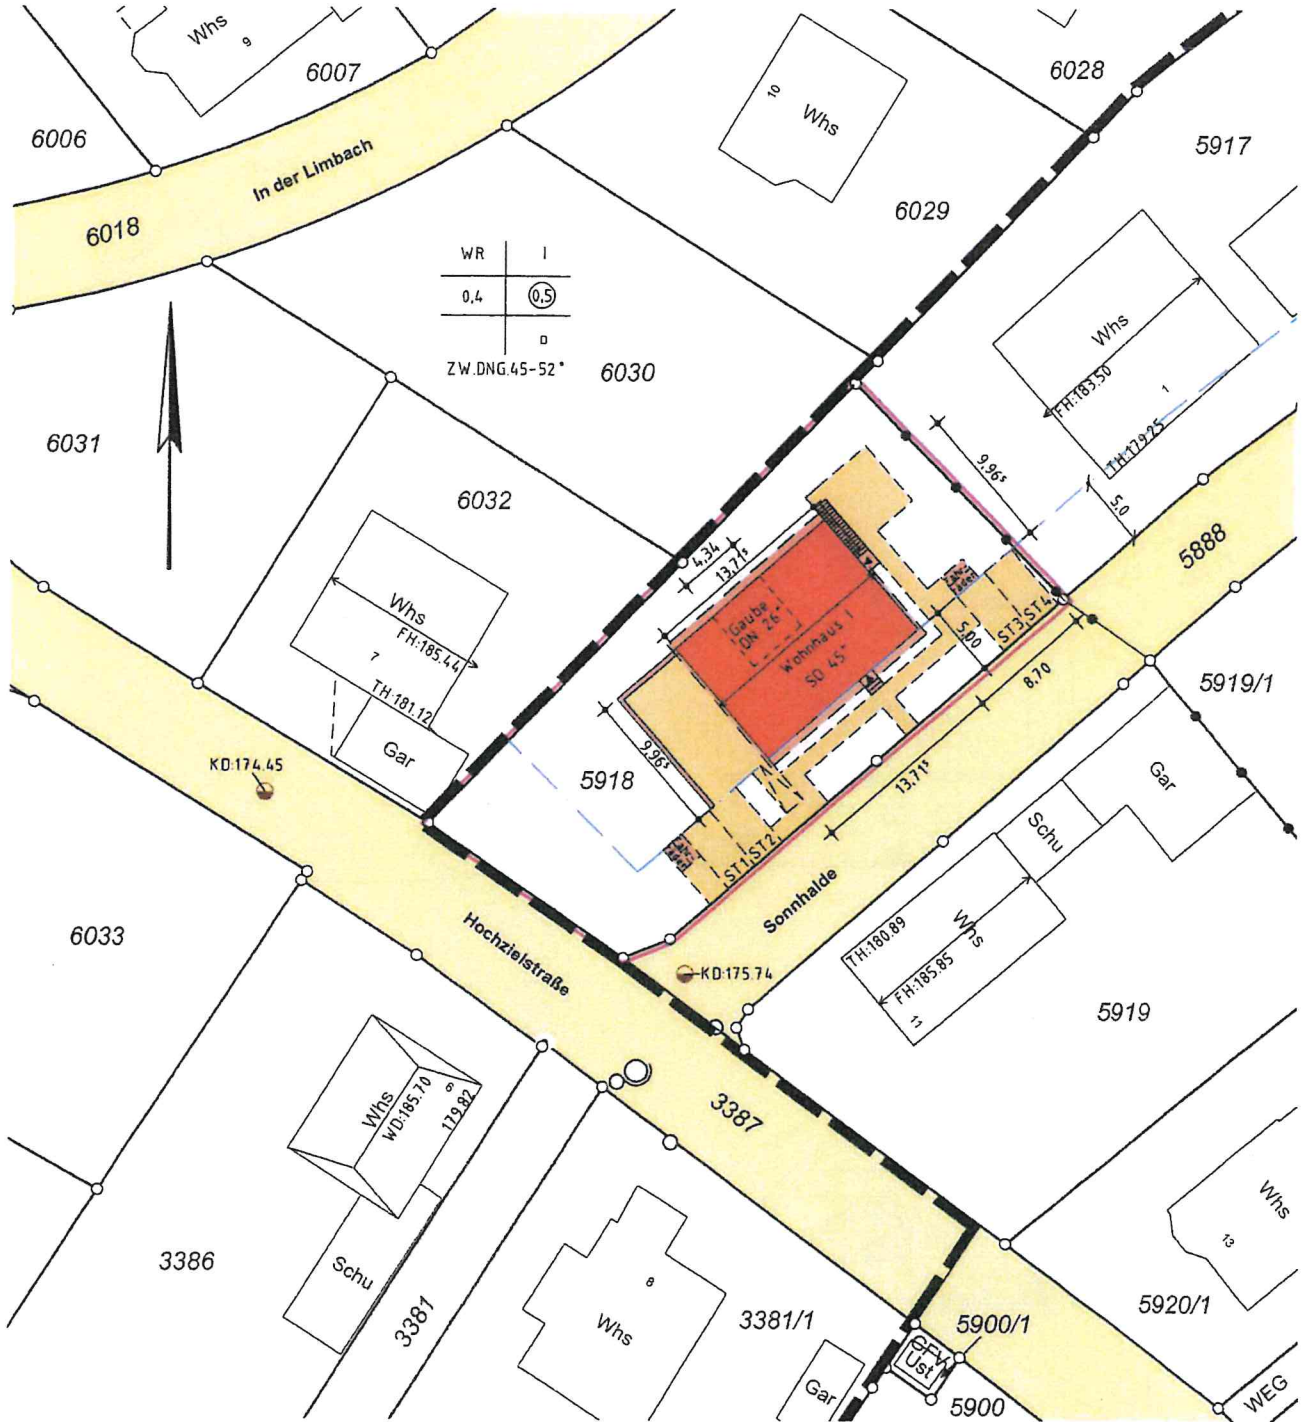 Whs
9
6007
6006
In der Limbach
6018
10
Whs
6028
5917
6029
WR I
0,4 0,5
D
Z W.DNG.45-52°
6030
6031
6032
Whs
FH:183.50
1
TH:179.25
9,96⁵
5.0
5888
4,34
13,71⁵
Gaube
DN 26°
Wohnhaus I
SD 45°
5,00
ST3,ST4
8,70
5919/1
Whs
FH:185.44
7
TH:181.12
Gar
KD:174.45
5918
9,96⁵
13,71⁵
ST1,ST2
Gar
Schu
Sonnhalde
6033
Hochzielstraße
KD:175.74
TH:180.89
Whs
FH:185.85
11
5919
Whs
WD:185.70
6
179.82
3387
3386
Schu
3381
8
Whs
3381/1
Gar
5900/1
Ust
5900
Whs
13
5920/1
WEG